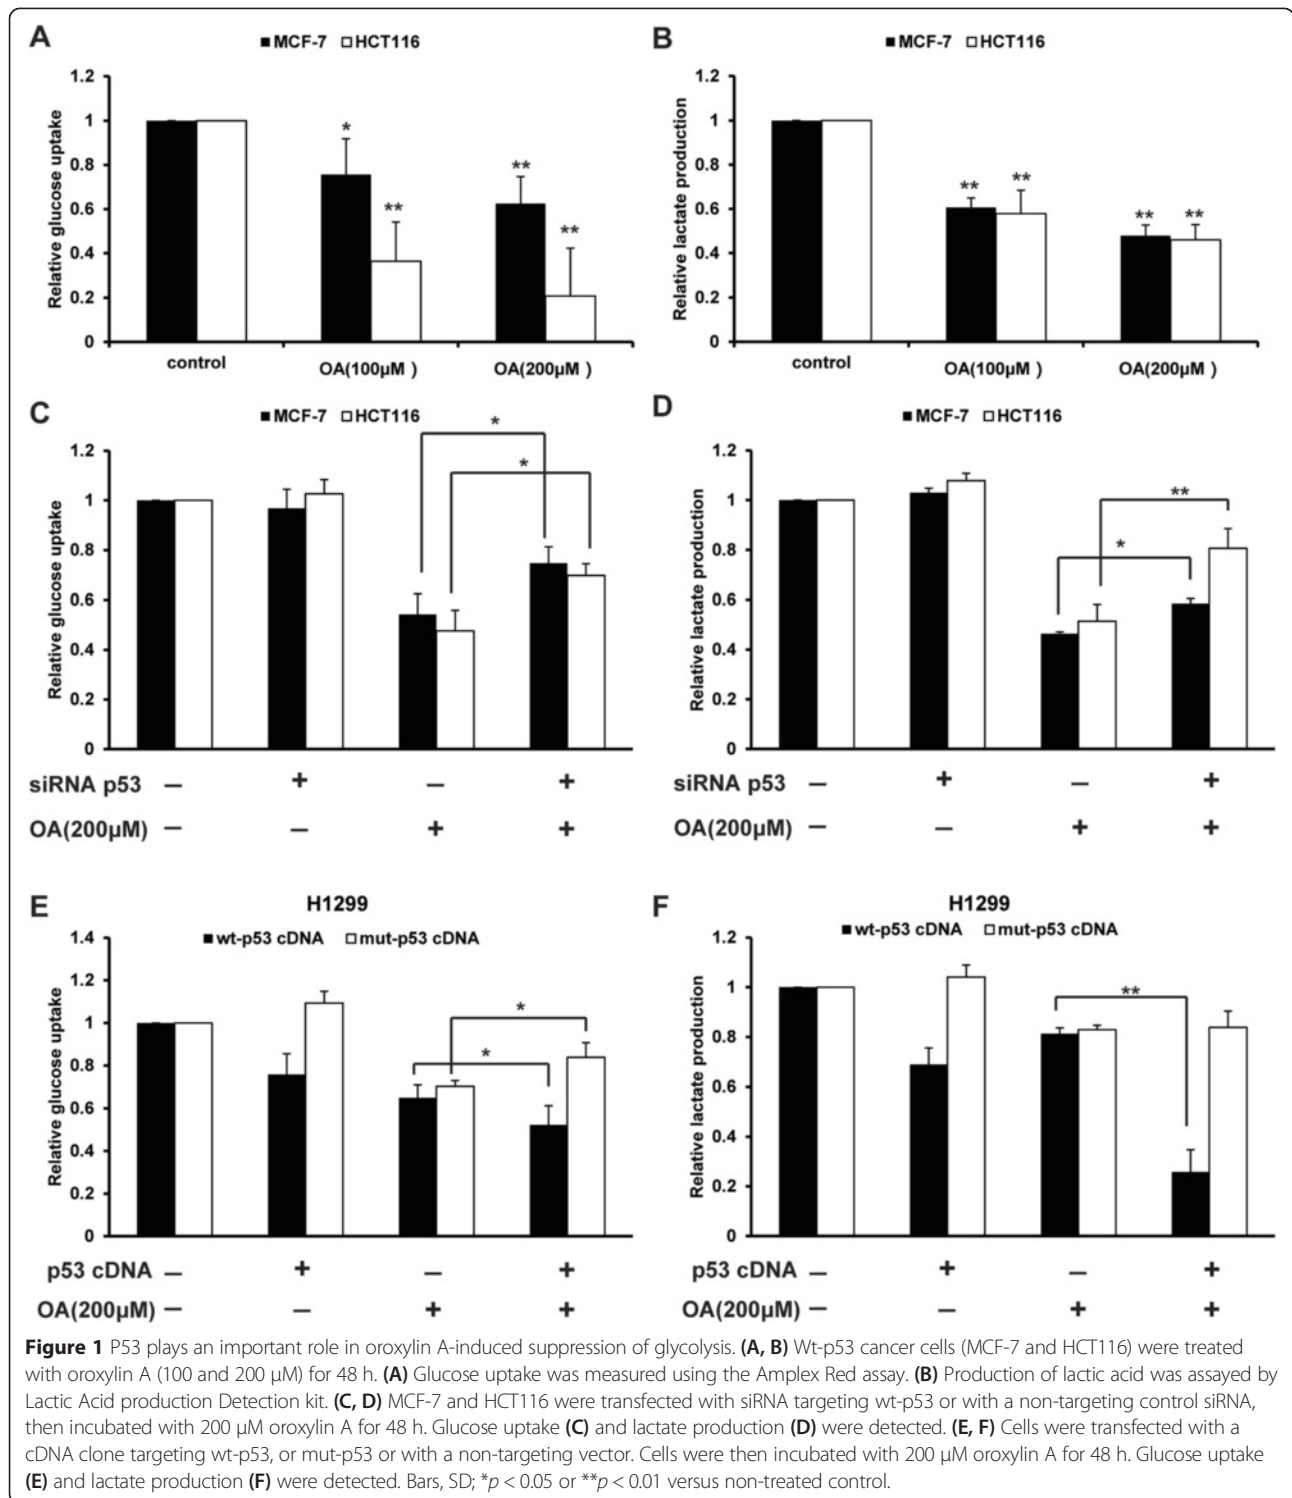 A
■MCF-7 □HCT116
1.2
1
0.8
0.6
0.4
0.2
0
Relative glucose uptake
*
**
**
**
control
OA(100μM )
OA(200μM )
B
■MCF-7 □HCT116
1.2
1
0.8
0.6
0.4
0.2
0
Relative lactate production
**
**
**
**
control
OA(100μM )
OA(200μM )
C
■MCF-7 □HCT116
1.2
1
0.8
0.6
0.4
0.2
0
Relative glucose uptake
*
*
siRNA p53 – + – +
OA(200μM) – – + +
D
■MCF-7 □HCT116
1.2
1
0.8
0.6
0.4
0.2
0
Relative lactate production
**
*
siRNA p53 – + – +
OA(200μM) – – + +
E
H1299
■wt-p53 cDNA □mut-p53 cDNA
1.4
1.2
1
0.8
0.6
0.4
0.2
0
Relative glucose uptake
*
*
p53 cDNA – + – +
OA(200μM) – – + +
F
H1299
■wt-p53 cDNA □mut-p53 cDNA
1.2
1
0.8
0.6
0.4
0.2
0
Relative lactate production
**
p53 cDNA – + – +
OA(200μM) – – + +
Figure 1 P53 plays an important role in oroxylin A-induced suppression of glycolysis. (A, B) Wt-p53 cancer cells (MCF-7 and HCT116) were treated
with oroxylin A (100 and 200 μM) for 48 h. (A) Glucose uptake was measured using the Amplex Red assay. (B) Production of lactic acid was assayed by
Lactic Acid production Detection kit. (C, D) MCF-7 and HCT116 were transfected with siRNA targeting wt-p53 or with a non-targeting control siRNA,
then incubated with 200 μM oroxylin A for 48 h. Glucose uptake (C) and lactate production (D) were detected. (E, F) Cells were transfected with a
cDNA clone targeting wt-p53, or mut-p53 or with a non-targeting vector. Cells were then incubated with 200 μM oroxylin A for 48 h. Glucose uptake
(E) and lactate production (F) were detected. Bars, SD; *p < 0.05 or **p < 0.01 versus non-treated control.